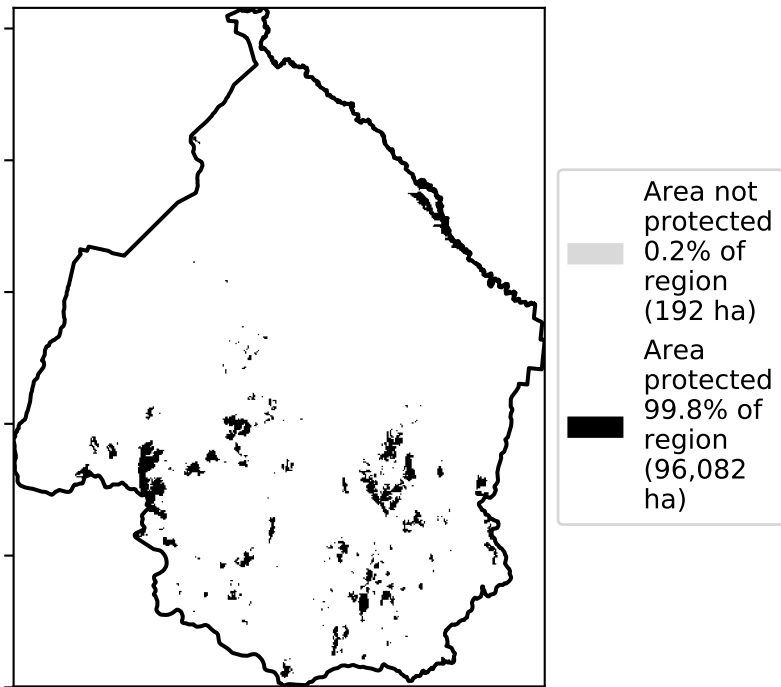 Area not
protected
0.2% of
region
(192 ha)
Area
protected
99.8% of
region
(96,082
ha)